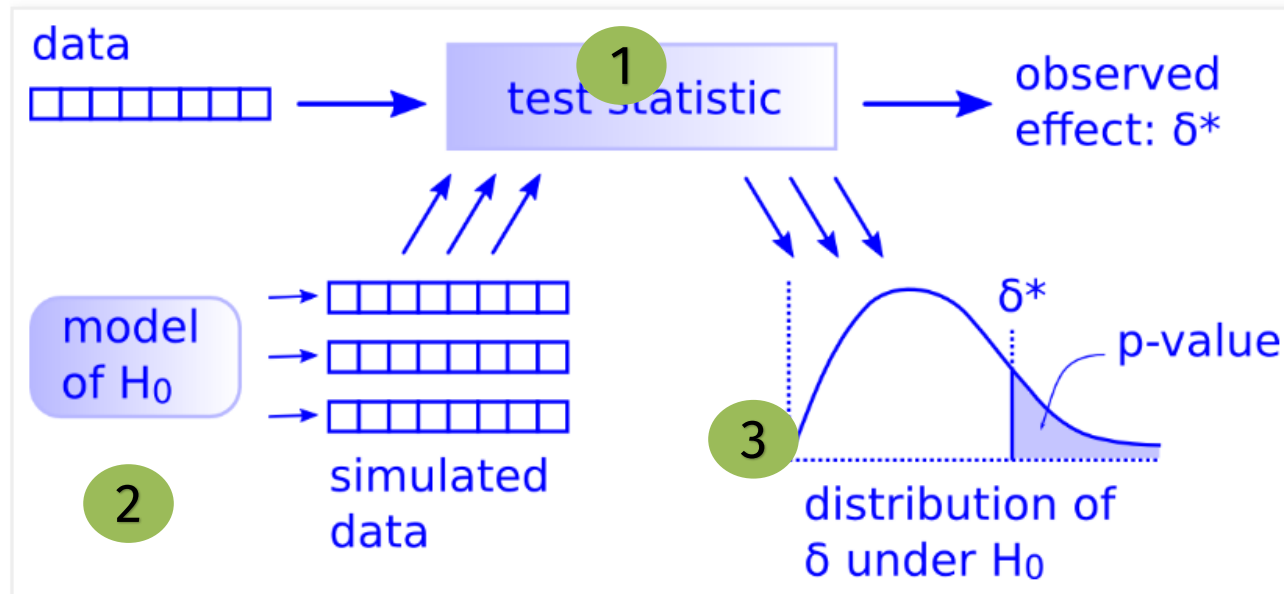 data
1
test statistic
observed
effect: δ*
model
of H₀
2
simulated
data
δ*
p-value
3
distribution of
δ under H₀